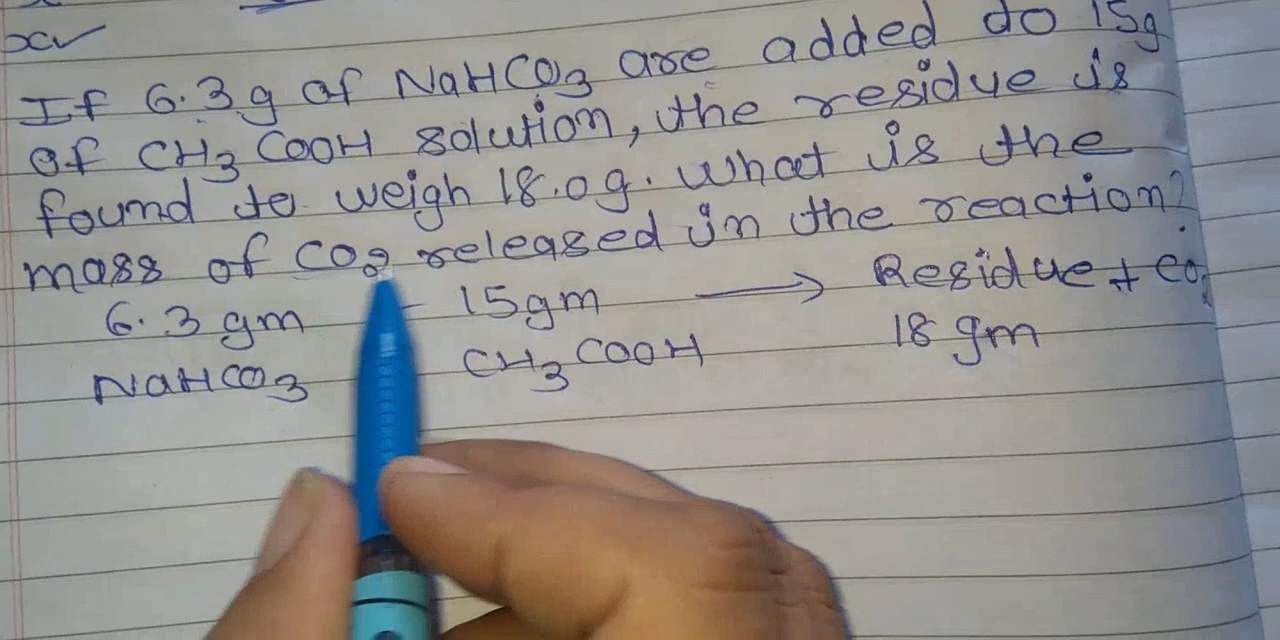 If 6.3g of NaHCO3 are added do 15g
of CH3COOH solution, the residue is
found to weigh 18.0g. What is the
mass of CO2 released in the reaction?
6.3 gm - 15gm → Residue + CO2
NaHCO3 CH3COOH 18 gm